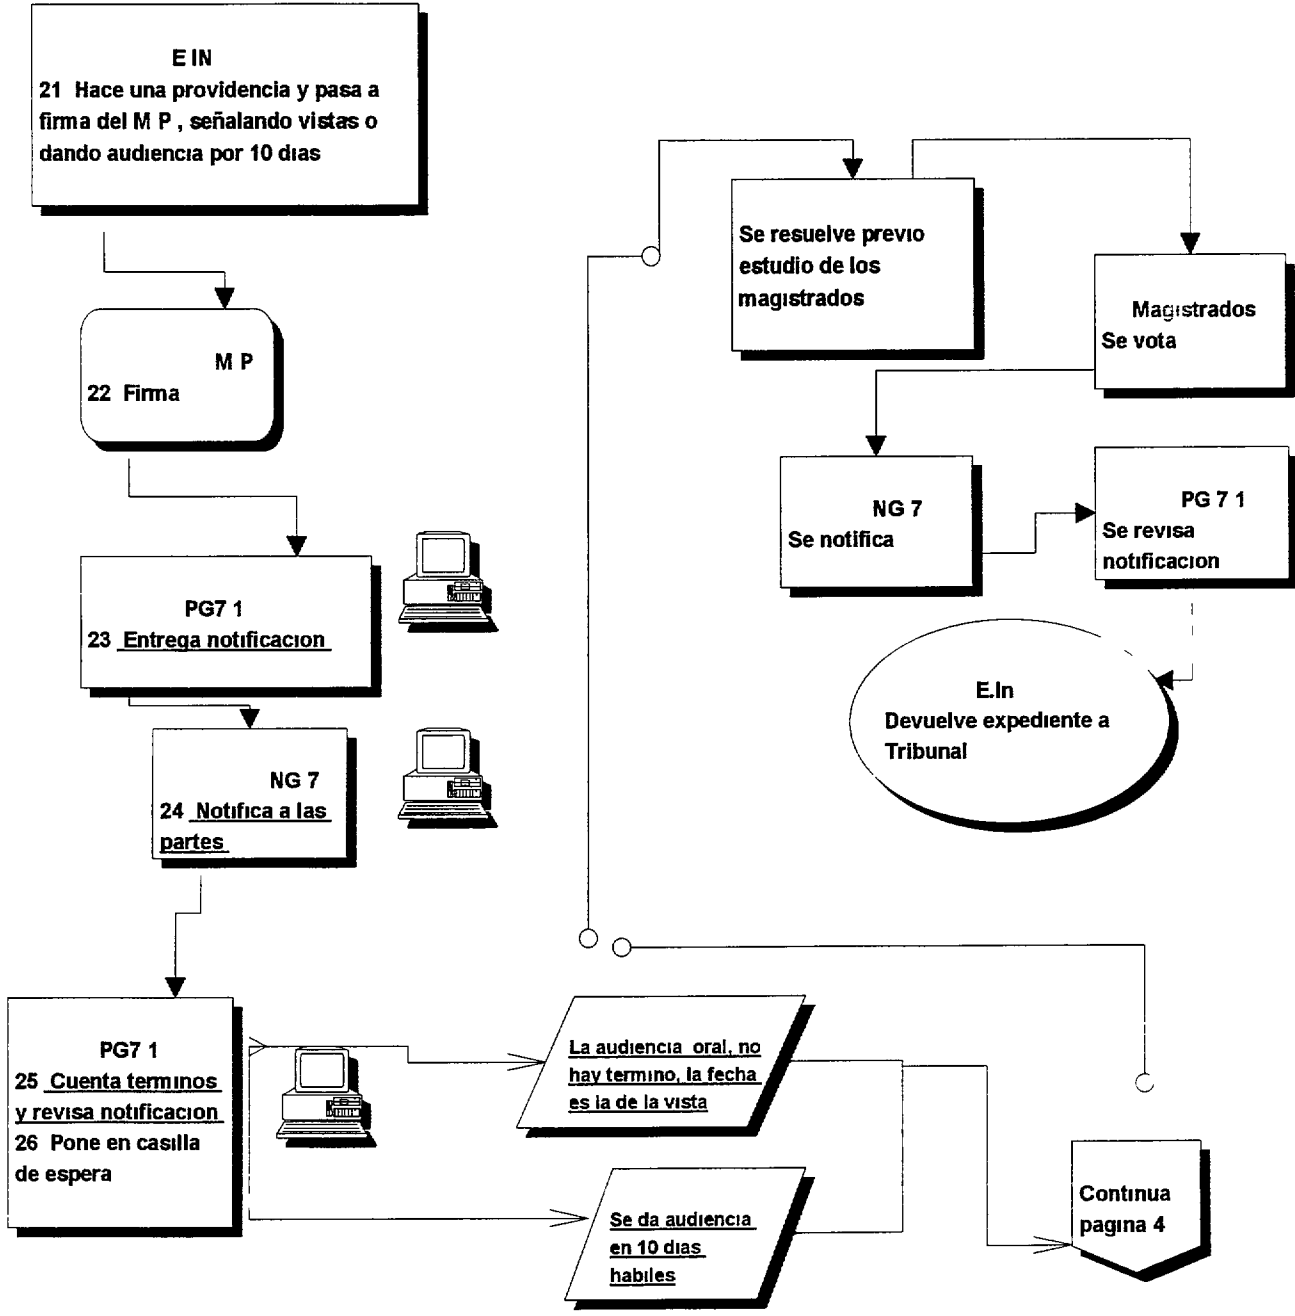 E IN
21 Hace una providencia y pasa a
firma del M P , señalando vistas o
dando audiencia por 10 dıas
M P
22 Firma
PG7 1
23 Entrega notificacion
NG 7
24 Notifica a las
partes
PG7 1
25 Cuenta terminos
y revisa notificacion
26 Pone en casilla
de espera
La audiencia oral, no
hay termino, la fecha
es la de la vista
Se da audiencia
en 10 dias
habiles
Se resuelve previo
estudio de los
magistrados
Magistrados
Se vota
NG 7
Se notifica
PG 7 1
Se revisa
notificacion
E.In
Devuelve expediente a
Tribunal
Continua
pagina 4